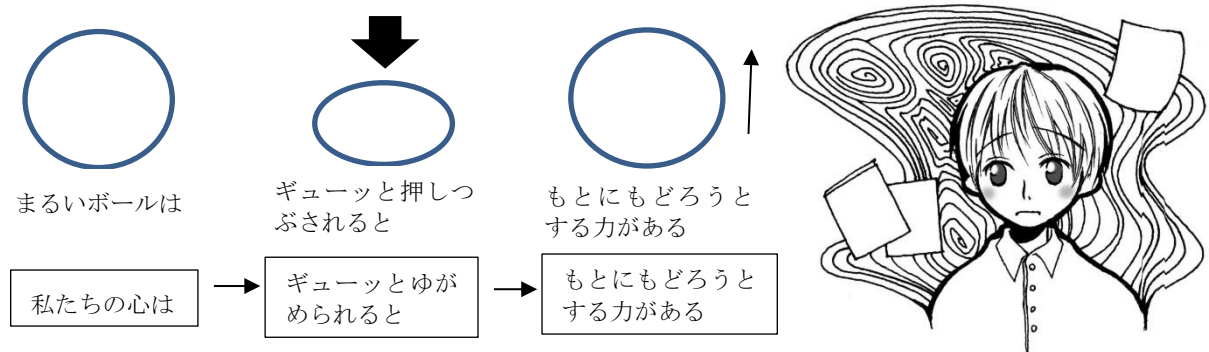 まるいボールは
ギューッと押しつ
ぶされると
もとにもどろうと
する力がある
私たちの心は
ギューッとゆが
められると
もとにもどろうと
する力がある